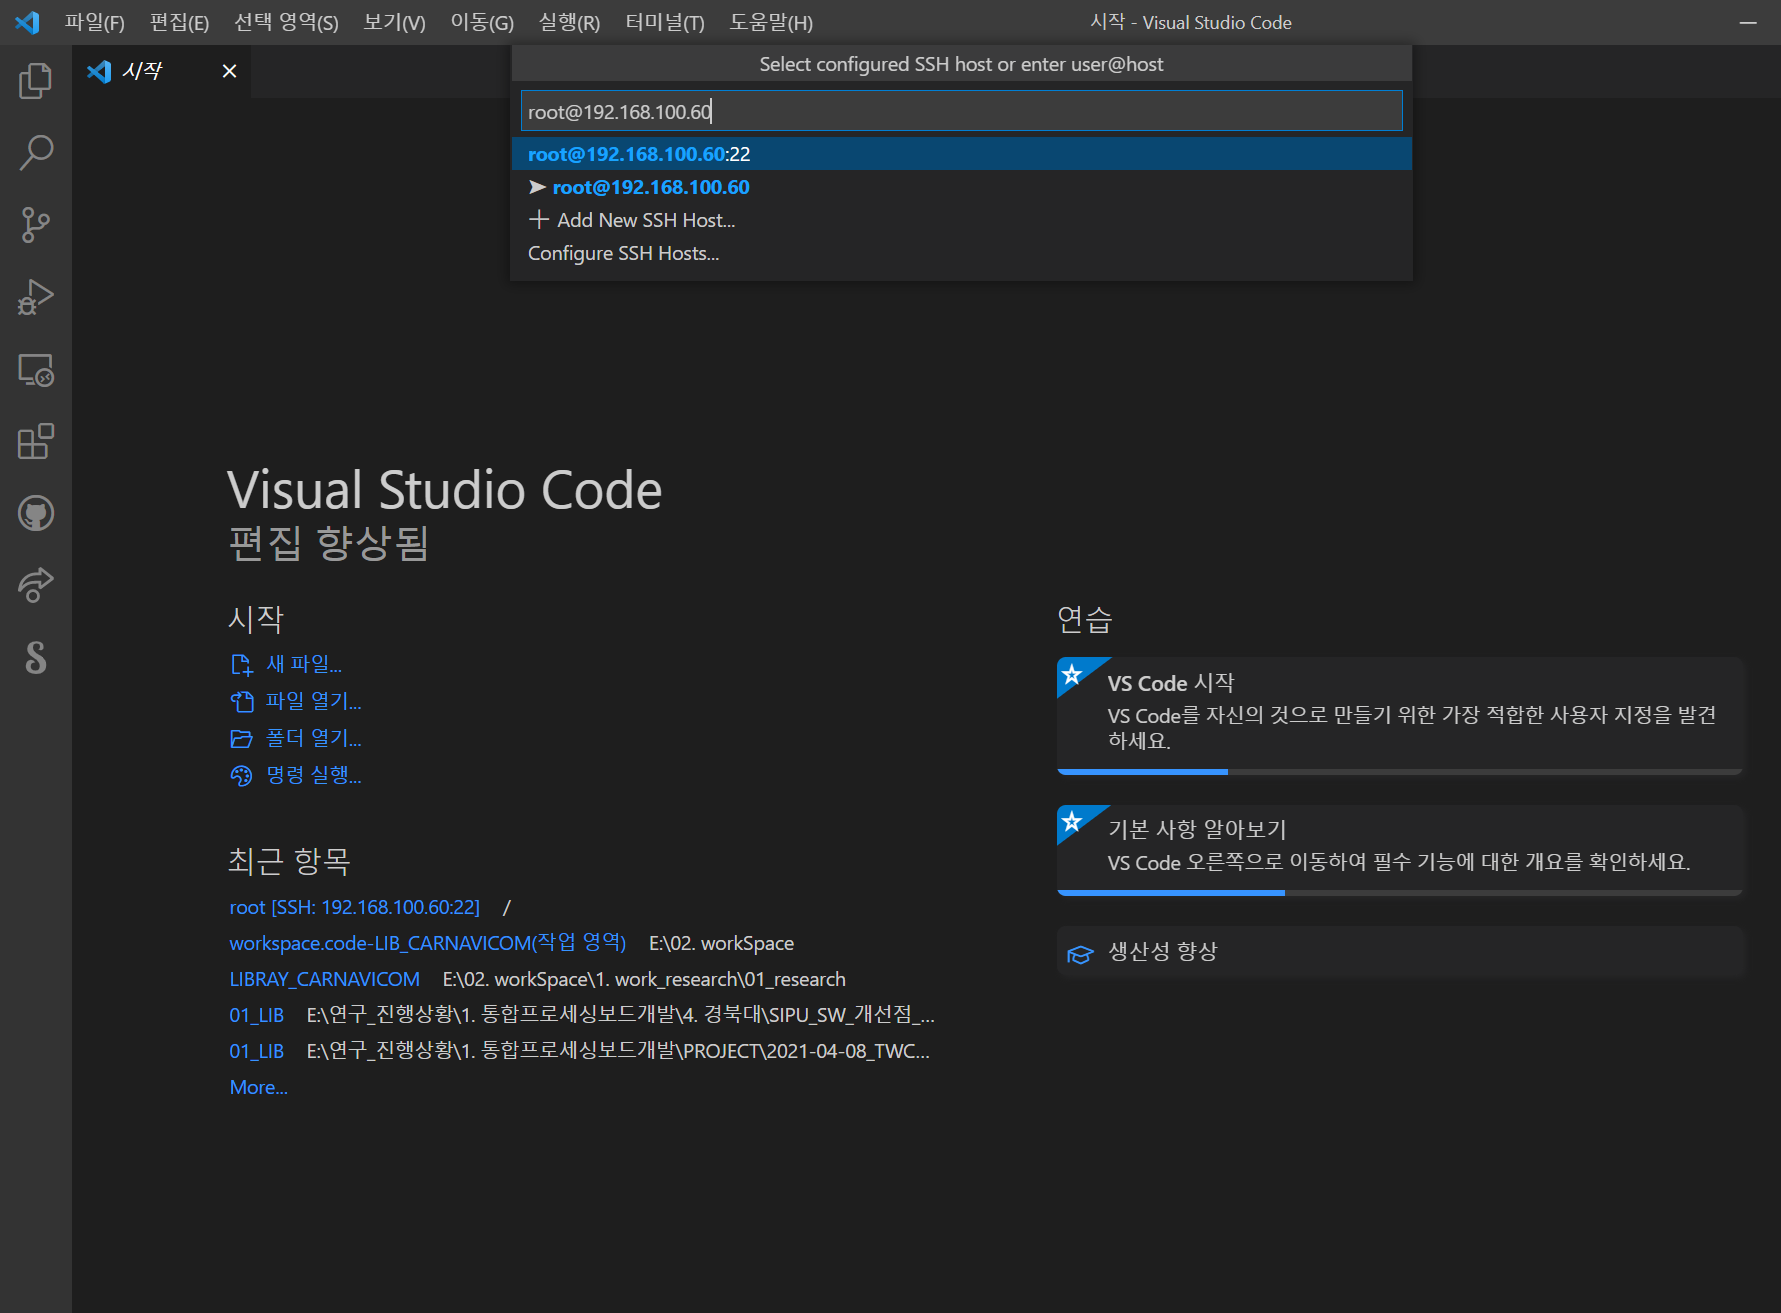 파일(F) 편집(E) 선택 영역(S) 보기(V) 이동(G) 실행(R) 터미널(T) 도움말(H) 시작 - Visual Studio Code
시작
Select configured SSH host or enter user@host
root@192.168.100.60
root@192.168.100.60:22
root@192.168.100.60
Add New SSH Host...
Configure SSH Hosts...
Visual Studio Code
편집 향상됨
시작
새 파일...
파일 열기...
폴더 열기...
명령 실행...
최근 항목
root [SSH: 192.168.100.60:22] /
workspace.code-LIB_CARNAVICOM(작업 영역) E:\02. workSpace
LIBRAY_CARNAVICOM E:\02. workSpace\1. work_research\01_research
01_LIB E:\연구_진행상황\1. 통합프로세싱보드개발\4. 경북대\SIPU_SW_개선점_...
01_LIB E:\연구_진행상황\1. 통합프로세싱보드개발\PROJECT\2021-04-08_TWC...
More...
연습
VS Code 시작
VS Code를 자신의 것으로 만들기 위한 가장 적합한 사용자 지정을 발견
하세요.
기본 사항 알아보기
VS Code 오른쪽으로 이동하여 필수 기능에 대한 개요를 확인하세요.
생산성 향상